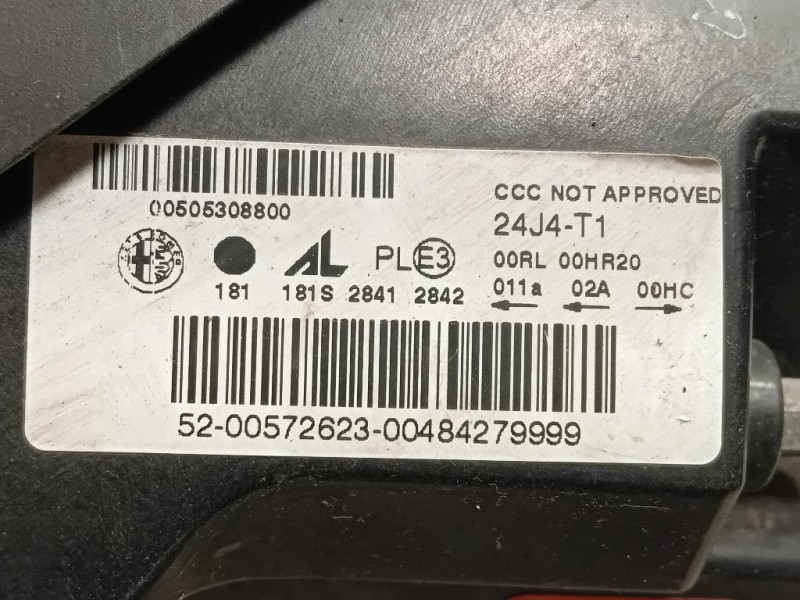 00505308800
CCC NOT APPROVED
24J4-T1
AL PL E3
00RL 00HR20
181 181S 2841 2842
011a 02A 00HC
52-00572623-00484279999